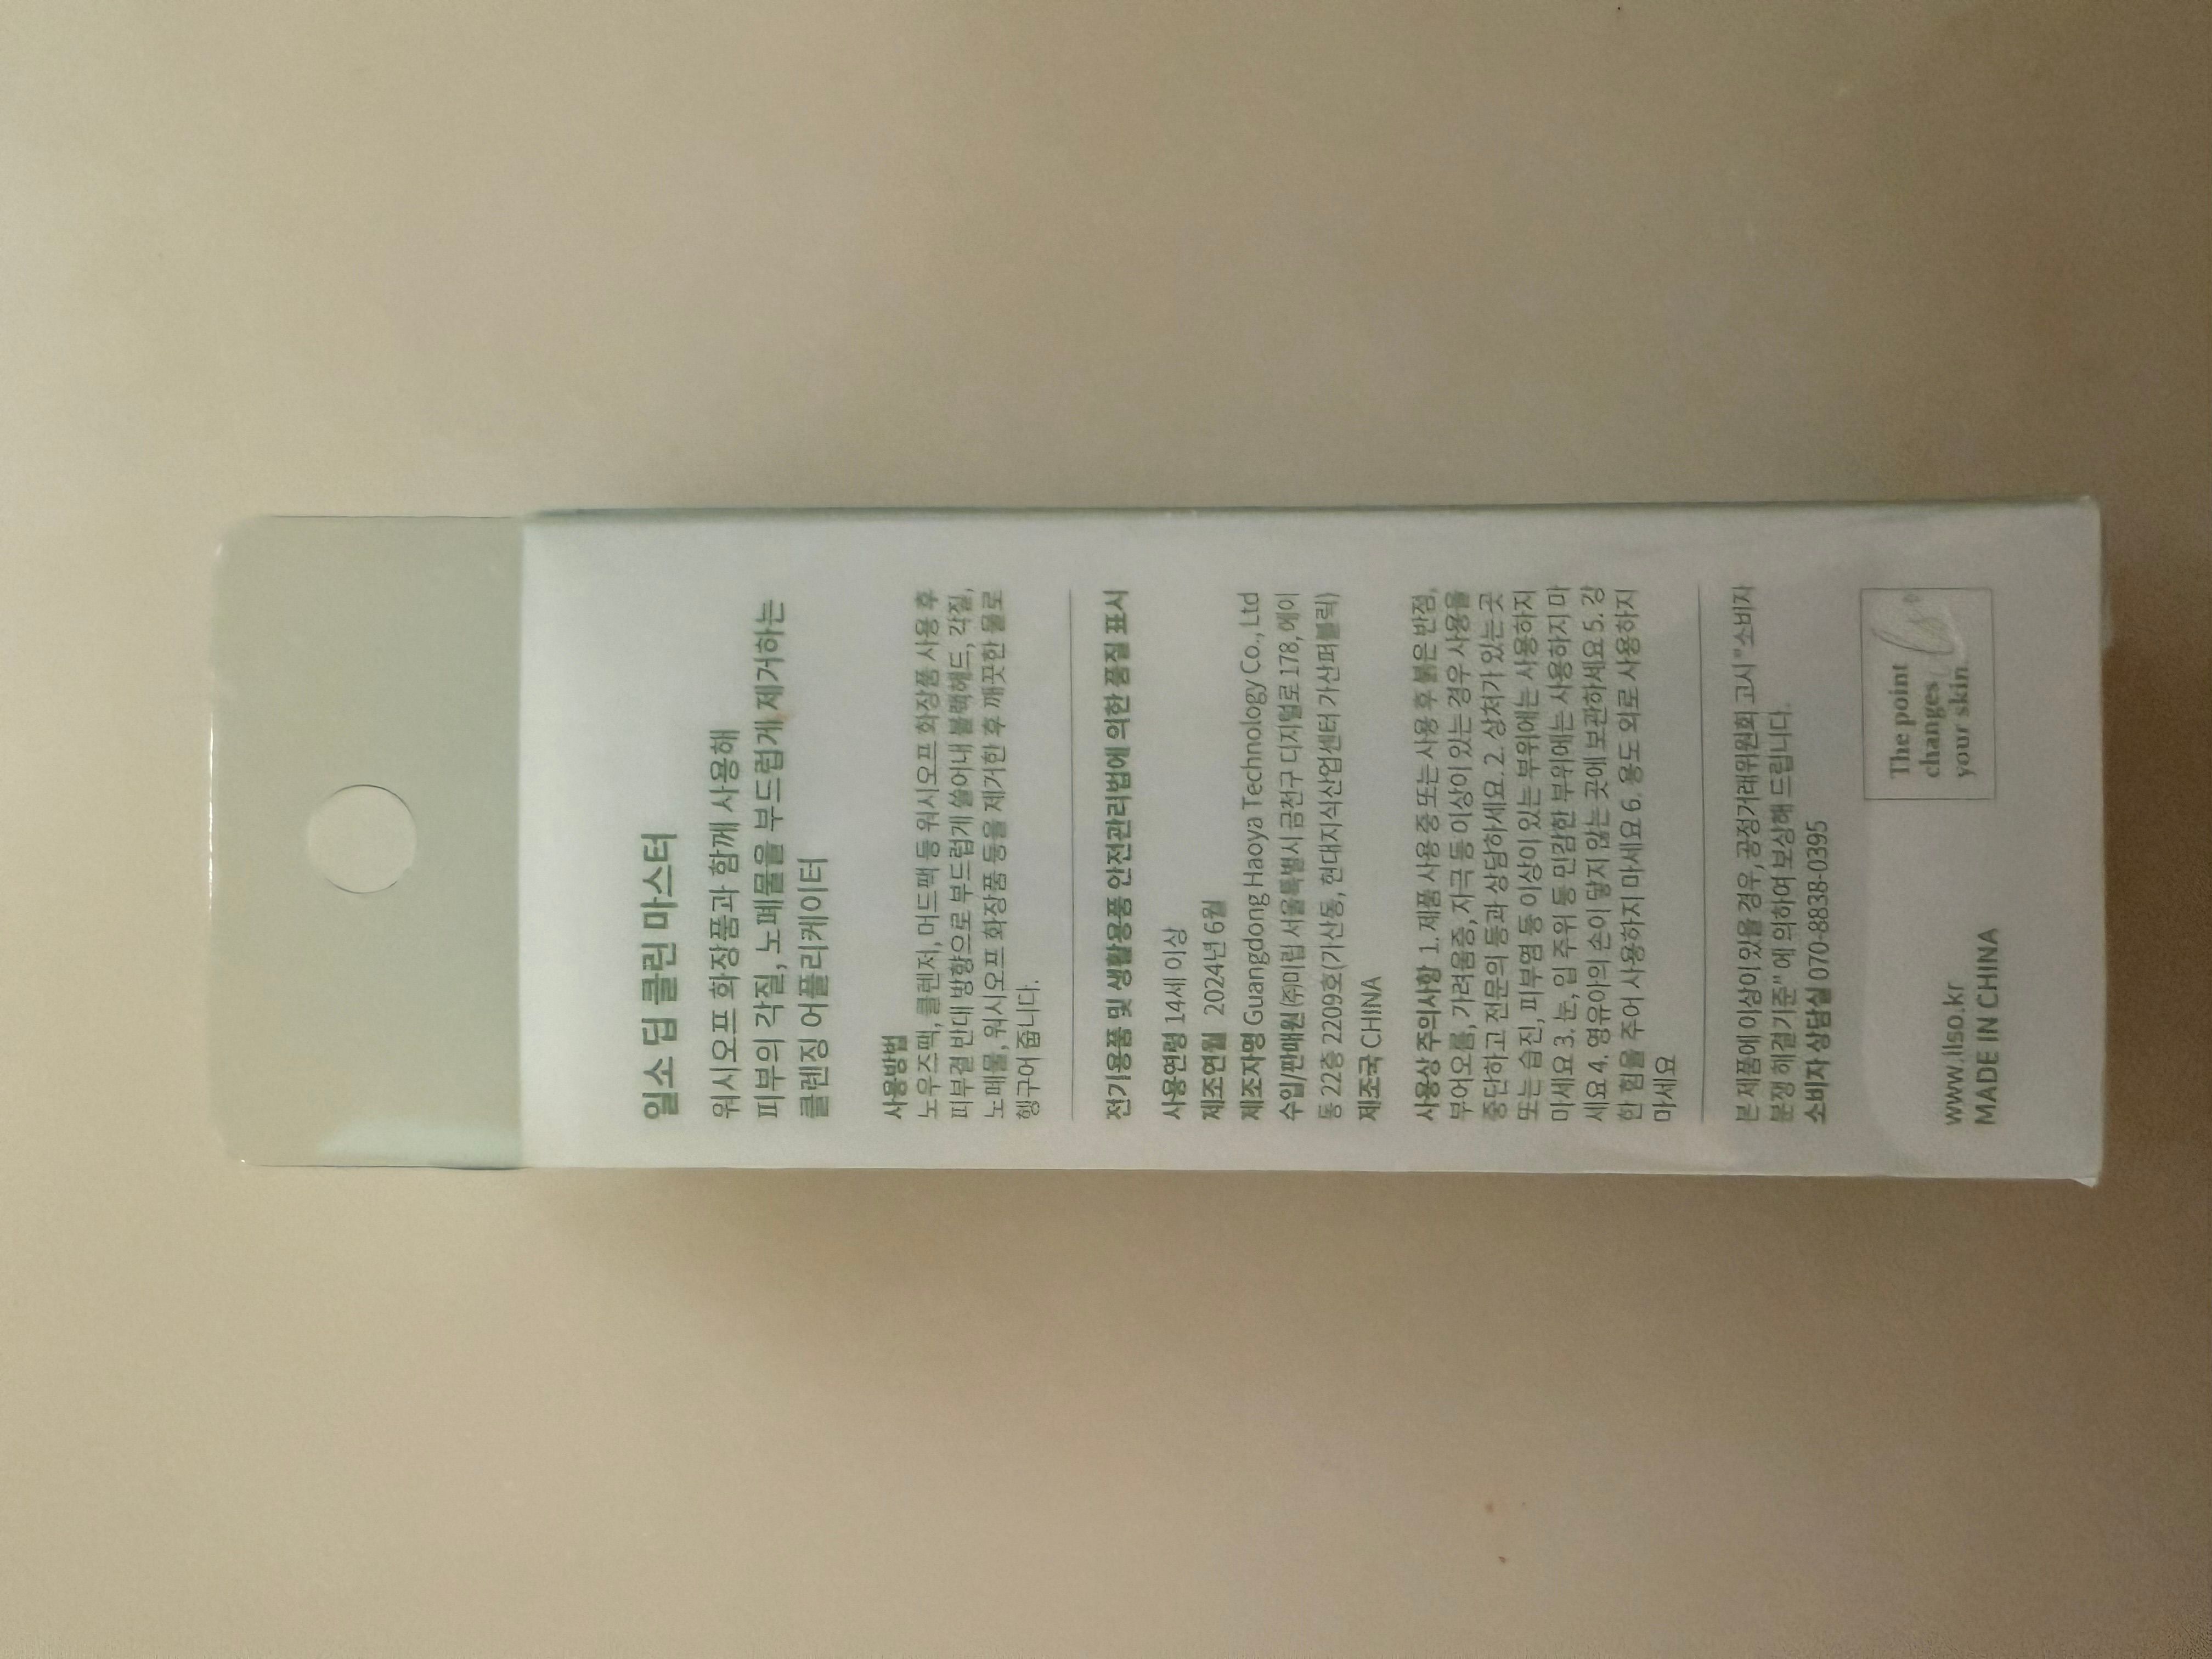 일소 딥 클린 마스터
워시오프 화장품과 함께 사용해
피부의 각질, 노폐물을 부드럽게 제거하는
클렌징 어플리케이터
사용방법
노우즈팩, 클렌저, 머드팩 등 워시오프 화장품 사용 후
피부결 반대 방향으로 부드럽게 쓸어내 블랙헤드, 각질,
노폐물, 워시오프 화장품 등을 제거한 후 깨끗한 물로
헹구어 줍니다.
전기용품 및 생활용품 안전관리법에 의한 품질 표시
사용연령 14세 이상
제조연월 2024년 6월
제조자명 Guangdong Haoya Technology Co., Ltd
수입/판매원 ㈜미립 서울특별시 금천구 디지털로 178, 에이
동 22층 2209호(가산동, 현대지식산업센터 가산퍼블릭)
제조국 CHINA
사용상 주의사항 1. 제품 사용 중 또는 사용 후 붉은 반점,
부어오름, 가려움증, 자극 등 이상이 있는 경우 사용을
중단하고 전문의 등과 상담하세요. 2. 상처가 있는 곳
또는 습진, 피부염 등 이상이 있는 부위에는 사용하지
마세요 3. 눈, 입 주위 등 민감한 부위에는 사용하지 마
세요 4. 영유아의 손이 닿지 않는 곳에 보관하세요 5. 강
한 힘을 주어 사용하지 마세요 6. 용도 외로 사용하지
마세요
본 제품에 이상이 있을 경우, 공정거래위원회 고시 "소비자
분쟁 해결기준" 에 의하여 보상해 드립니다.
소비자 상담실 070-8838-0395
The point
changes
your skin
Ilso
www.ilso.kr
MADE IN CHINA